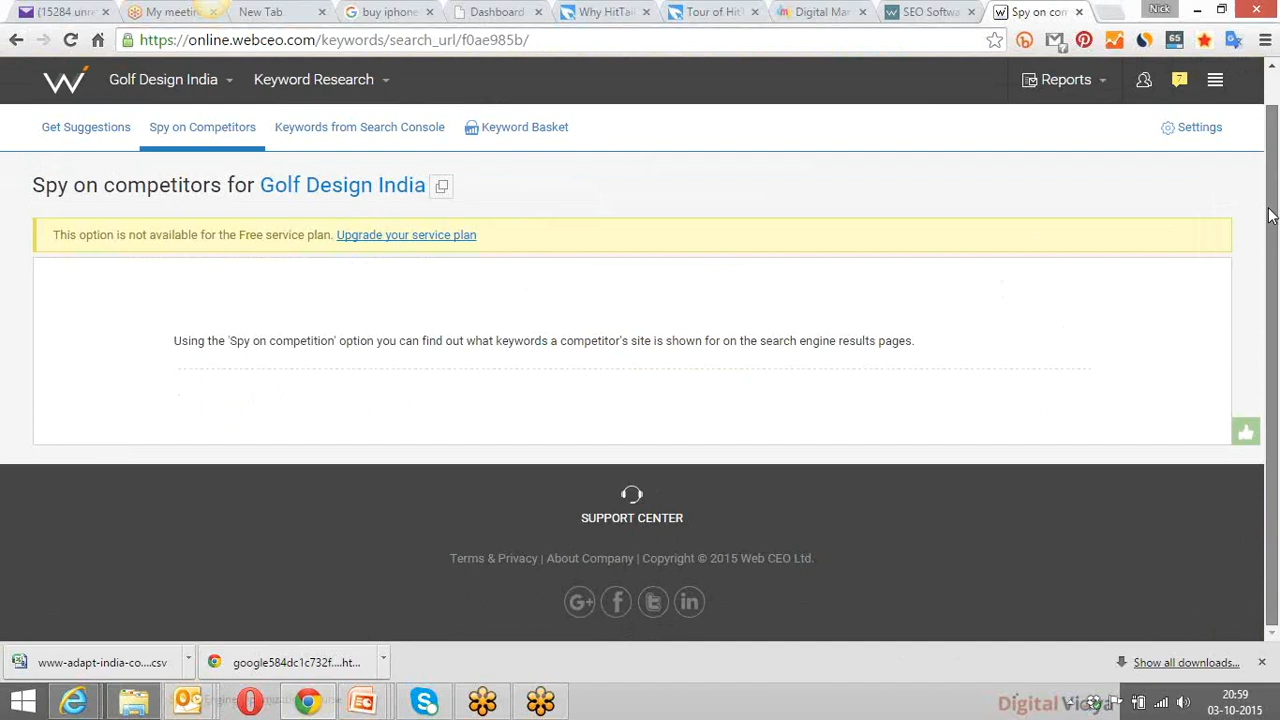 (15284 unre
My meetin
New Tab
buy iphone
Dashboard
Why HitTai
Tour of Hit
Digital Mar
SEO Softwa
Spy on com
Nick
https://online.webceo.com/keywords/search_url/f0ae985b/
65
Golf Design India
Keyword Research
Reports
7
Get Suggestions
Spy on Competitors
Keywords from Search Console
Keyword Basket
Settings
Spy on competitors for Golf Design India
This option is not available for the Free service plan. Upgrade your service plan
Using the 'Spy on competition' option you can find out what keywords a competitor's site is shown for on the search engine results pages.
SUPPORT CENTER
Terms & Privacy | About Company | Copyright © 2015 Web CEO Ltd.
www-adapt-india-co....csv
google584dc1c732f....ht...
Show all downloads...
Digital Vidya
20:59
03-10-2015